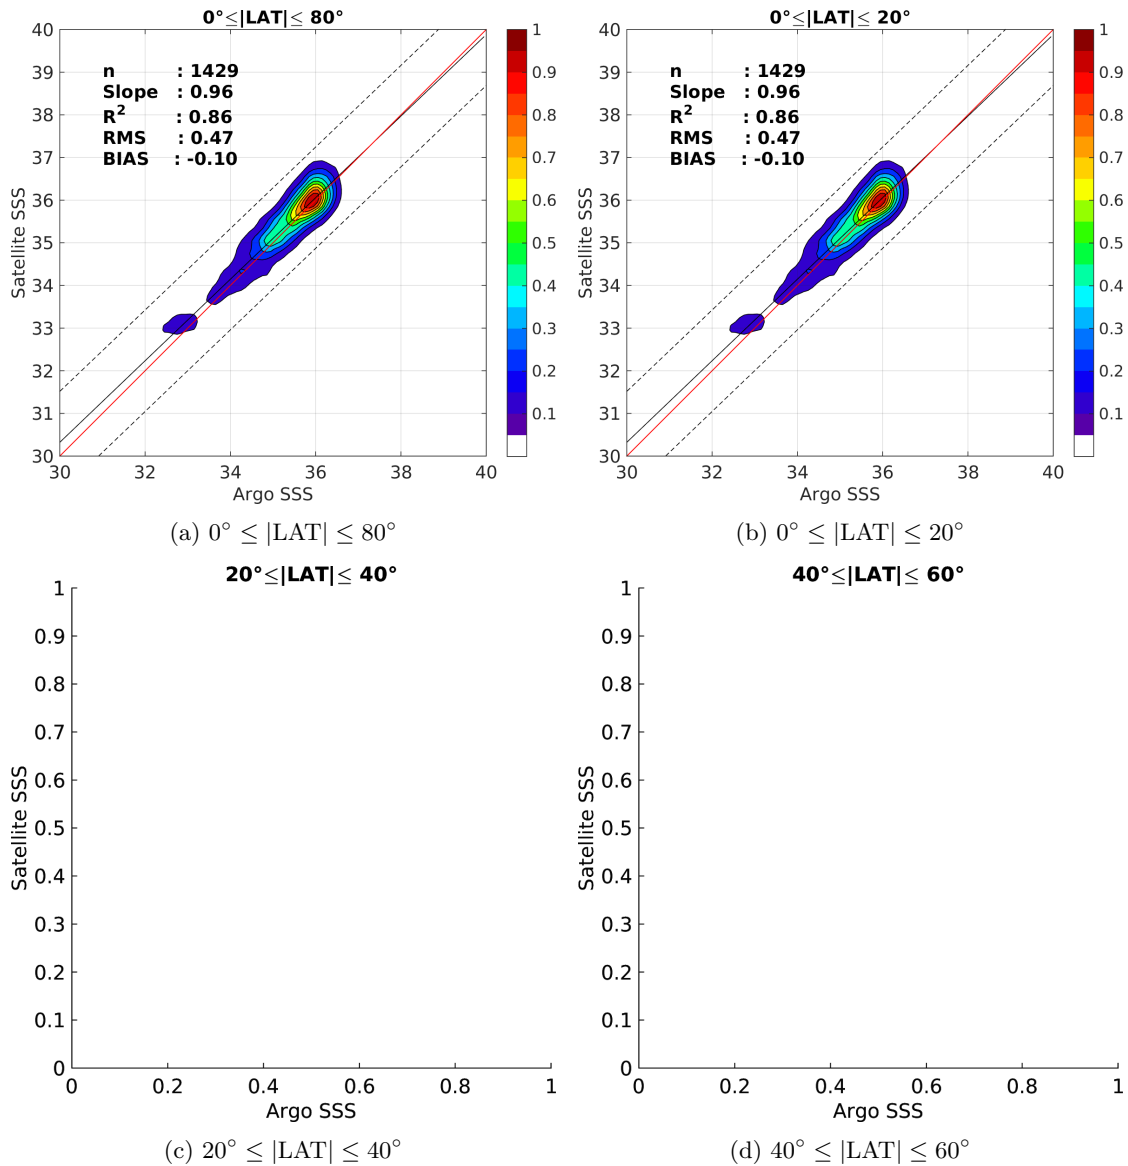 0°≤|LAT|≤ 80°
40
39
38
37
36
35
34
33
32
31
30
Satellite SSS
n : 1429
Slope : 0.96
R² : 0.86
RMS : 0.47
BIAS : -0.10
30 32 34 36 38 40
Argo SSS
1
0.9
0.8
0.7
0.6
0.5
0.4
0.3
0.2
0.1
(a) 0° ≤ |LAT| ≤ 80°
0°≤|LAT|≤ 20°
40
39
38
37
36
35
34
33
32
31
30
Satellite SSS
n : 1429
Slope : 0.96
R² : 0.86
RMS : 0.47
BIAS : -0.10
30 32 34 36 38 40
Argo SSS
1
0.9
0.8
0.7
0.6
0.5
0.4
0.3
0.2
0.1
(b) 0° ≤ |LAT| ≤ 20°
20°≤|LAT|≤ 40°
1
0.9
0.8
0.7
0.6
0.5
0.4
0.3
0.2
0.1
0
Satellite SSS
0 0.2 0.4 0.6 0.8 1
Argo SSS
(c) 20° ≤ |LAT| ≤ 40°
40°≤|LAT|≤ 60°
1
0.9
0.8
0.7
0.6
0.5
0.4
0.3
0.2
0.1
0
Satellite SSS
0 0.2 0.4 0.6 0.8 1
Argo SSS
(d) 40° ≤ |LAT| ≤ 60°